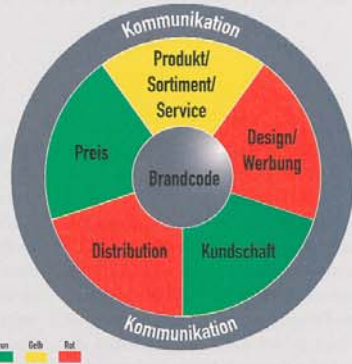 Kommunikation
Produkt/
Sortiment/
Service
Design/
Werbung
Preis
Brandcode
Distribution
Kundschaft
Kommunikation
Gelb
Rot